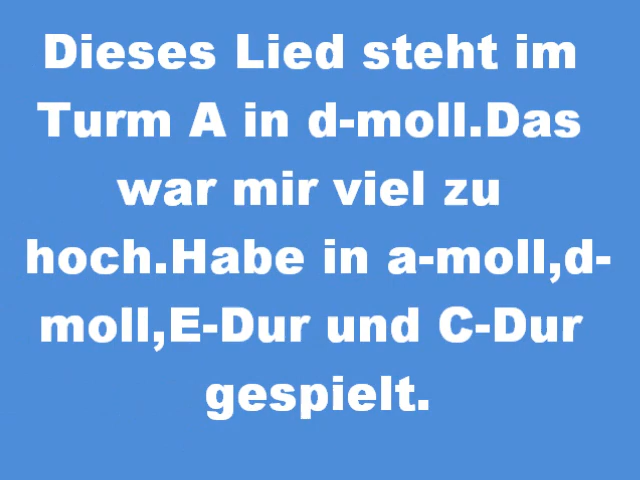 Dieses Lied steht im
Turm A in d-moll.Das
war mir viel zu
hoch.Habe in a-moll,d-
moll,E-Dur und C-Dur
gespielt.